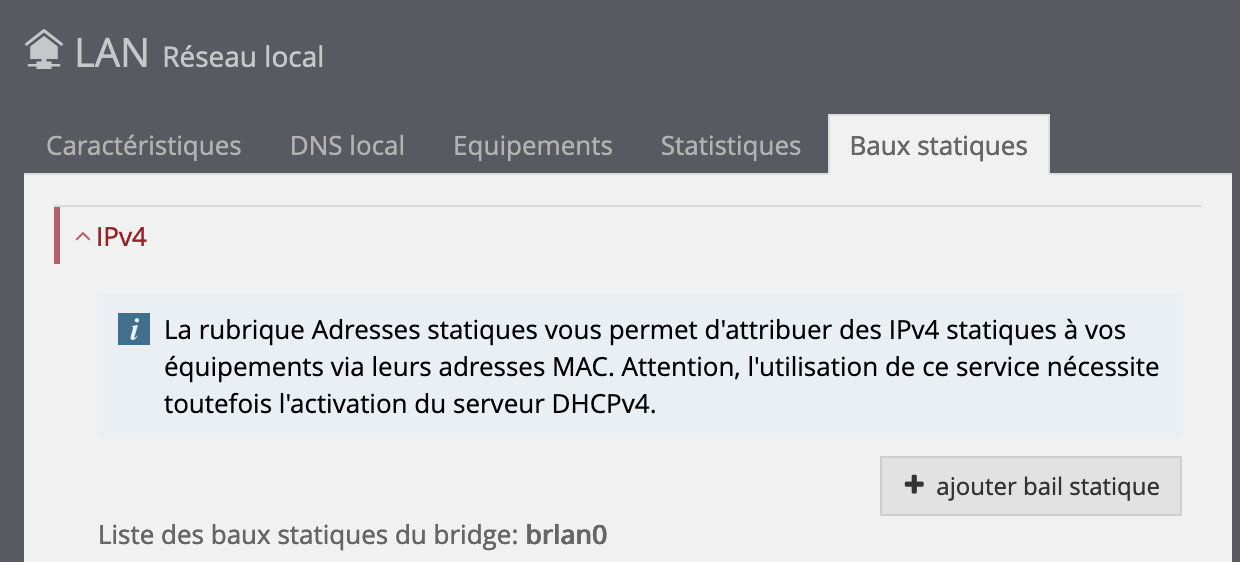 LAN Réseau local
Caractéristiques DNS local Equipements Statistiques Baux statiques
IPv4
i La rubrique Adresses statiques vous permet d'attribuer des IPv4 statiques à vos
équipements via leurs adresses MAC. Attention, l'utilisation de ce service nécessite
toutefois l'activation du serveur DHCPv4.
+ ajouter bail statique
Liste des baux statiques du bridge: brlan0